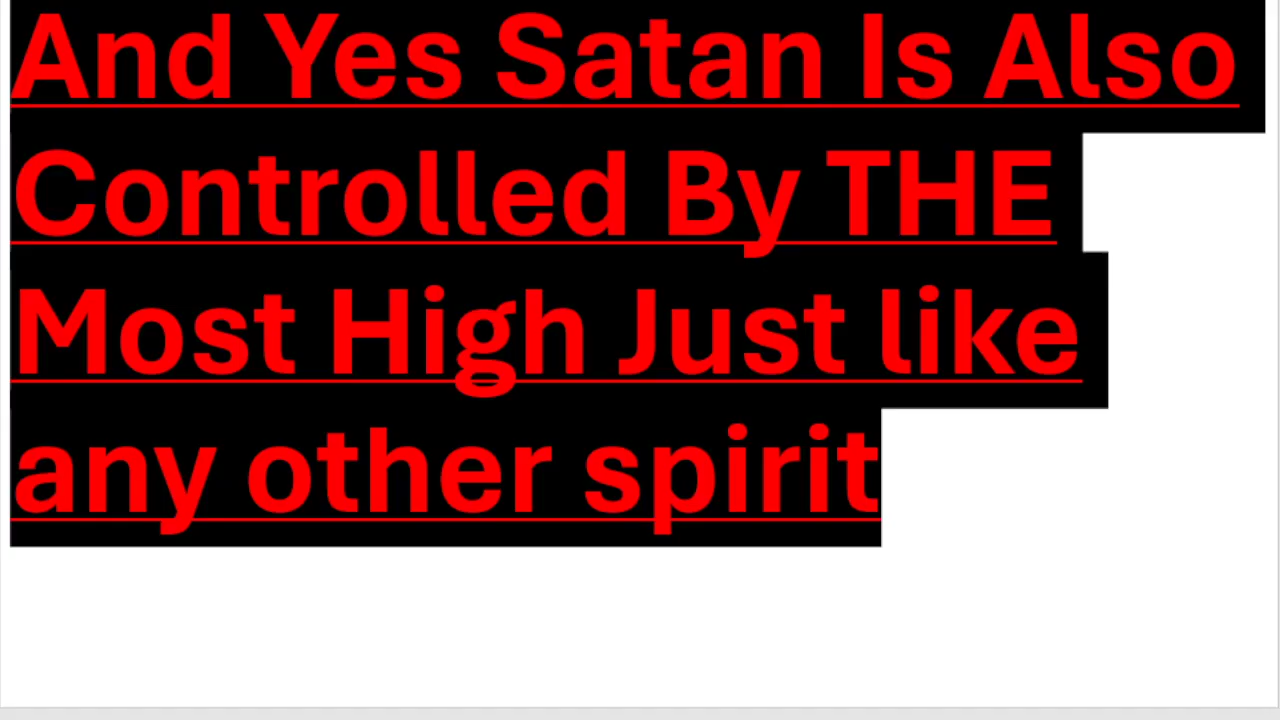 And Yes Satan Is Also
Controlled By THE
Most High Just like
any other spirit